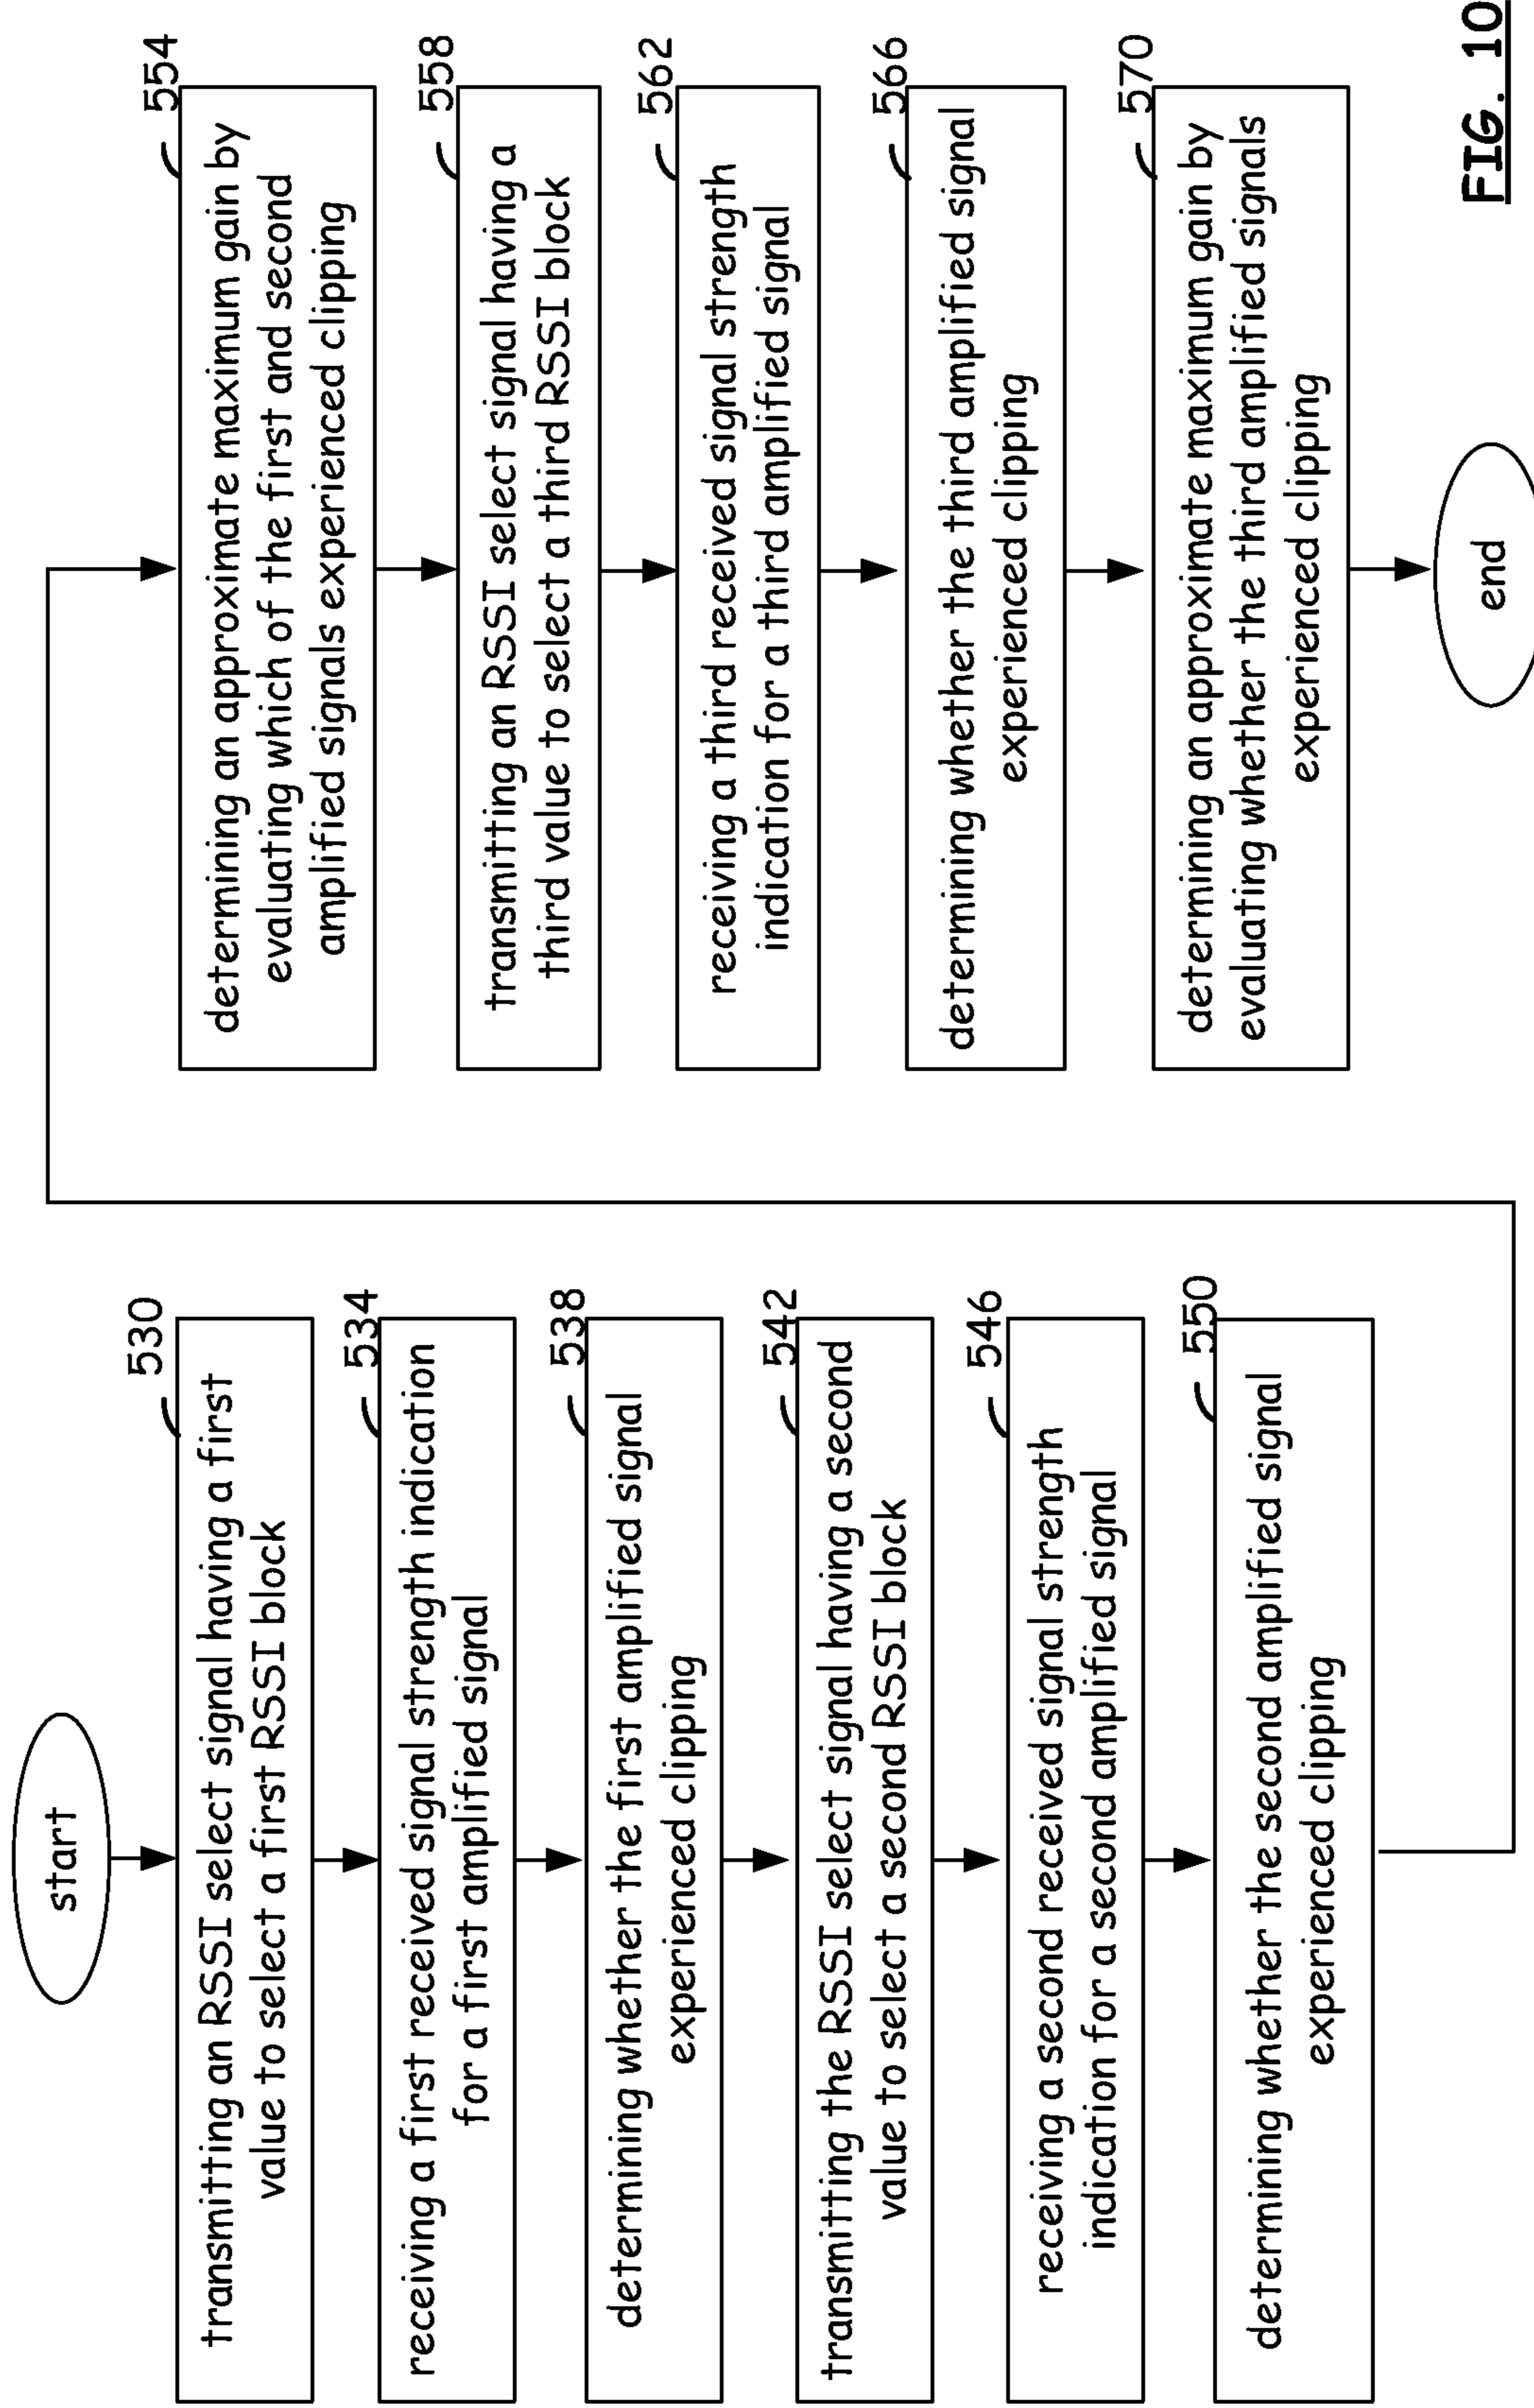 start
530
transmitting an RSSI select signal having a first
value to select a first RSSI block
534
receiving a first received signal strength indication
for a first amplified signal
538
determining whether the first amplified signal
experienced clipping
542
transmitting the RSSI select signal having a second
value to select a second RSSI block
546
receiving a second received signal strength
indication for a second amplified signal
550
determining whether the second amplified signal
experienced clipping
554
determining an approximate maximum gain by
evaluating which of the first and second
amplified signals experienced clipping
558
transmitting an RSSI select signal having a
third value to select a third RSSI block
562
receiving a third received signal strength
indication for a third amplified signal
566
determining whether the third amplified signal
experienced clipping
570
determining an approximate maximum gain by
evaluating whether the third amplified signals
experienced clipping
end
FIG. 10